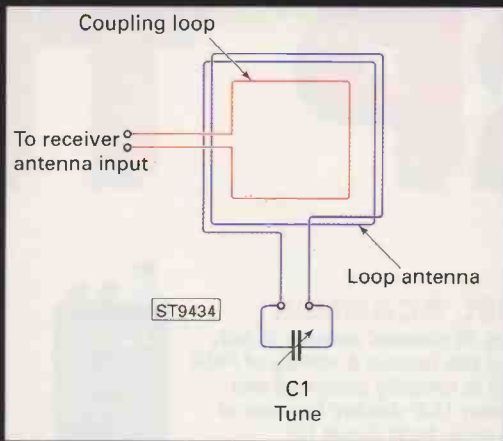 Coupling loop
To receiver
antenna input
Loop antenna
ST9434
C1
Tune